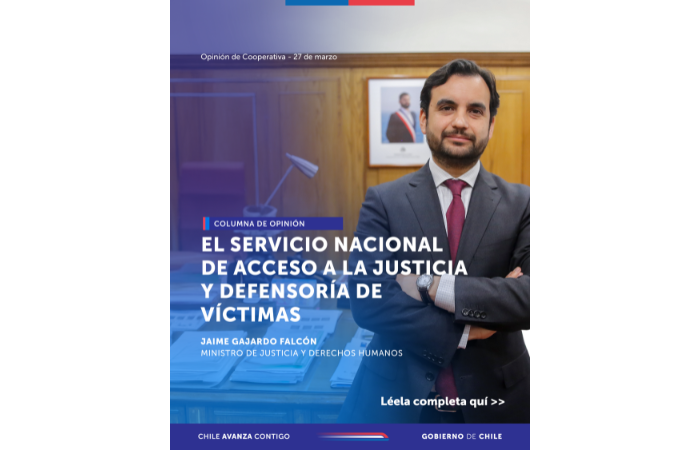 Opinión de Cooperativa - 27 de marzo
COLUMNA DE OPINIÓN
EL SERVICIO NACIONAL
DE ACCESO A LA JUSTICIA
Y DEFENSORÍA DE
VÍCTIMAS
JAIME GAJARDO FALCÓN
MINISTRO DE JUSTICIA Y DERECHOS HUMANOS
Léela completa quí >>
CHILE AVANZA CONTIGO
GOBIERNO DE CHILE